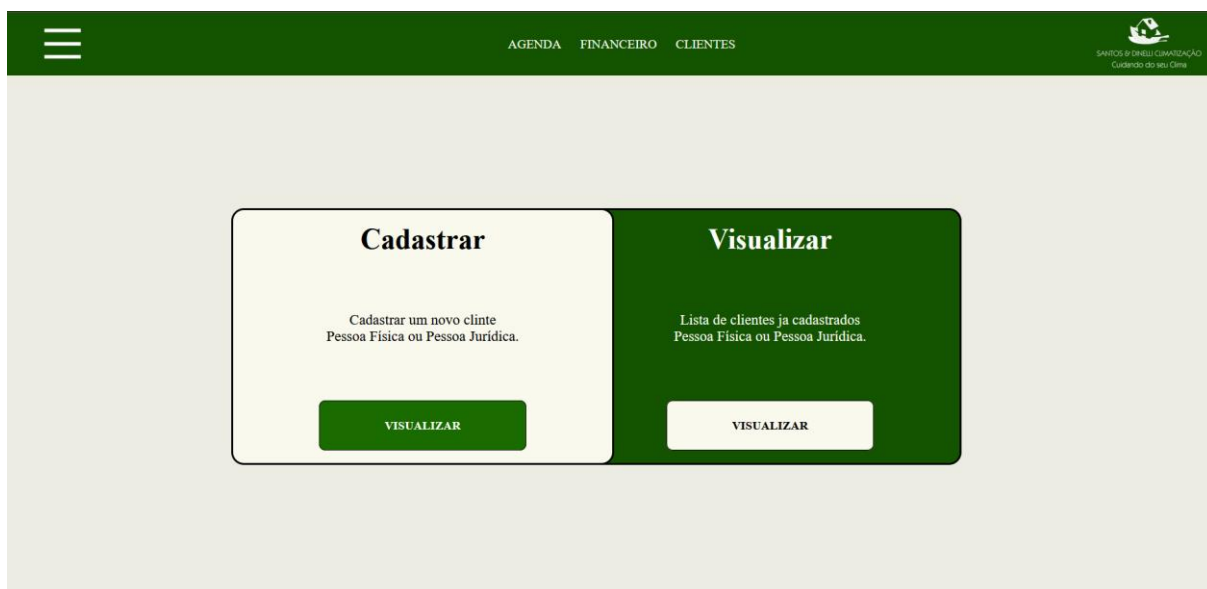 AGENDA FINANCEIRO CLIENTES
SANTOS & DINELLI CLIMATIZAÇÃO
Cuidando do seu Clima
Cadastrar
Cadastrar um novo clinte
Pessoa Física ou Pessoa Jurídica.
VISUALIZAR
Visualizar
Lista de clientes ja cadastrados
Pessoa Física ou Pessoa Jurídica.
VISUALIZAR